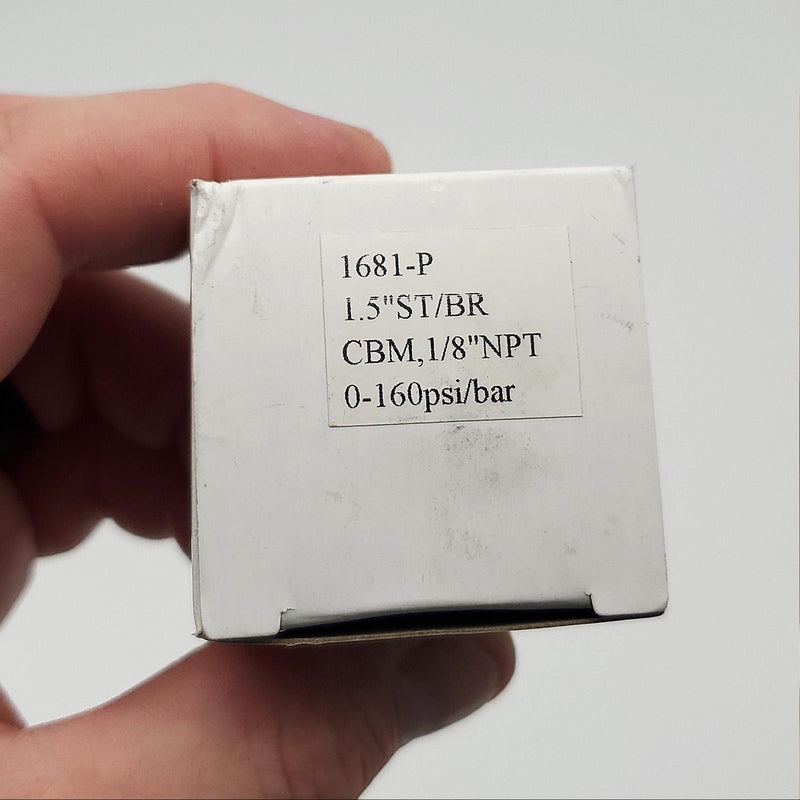 1681-P
1.5"ST/BR
CBM,1/8"NPT
0-160psi/bar